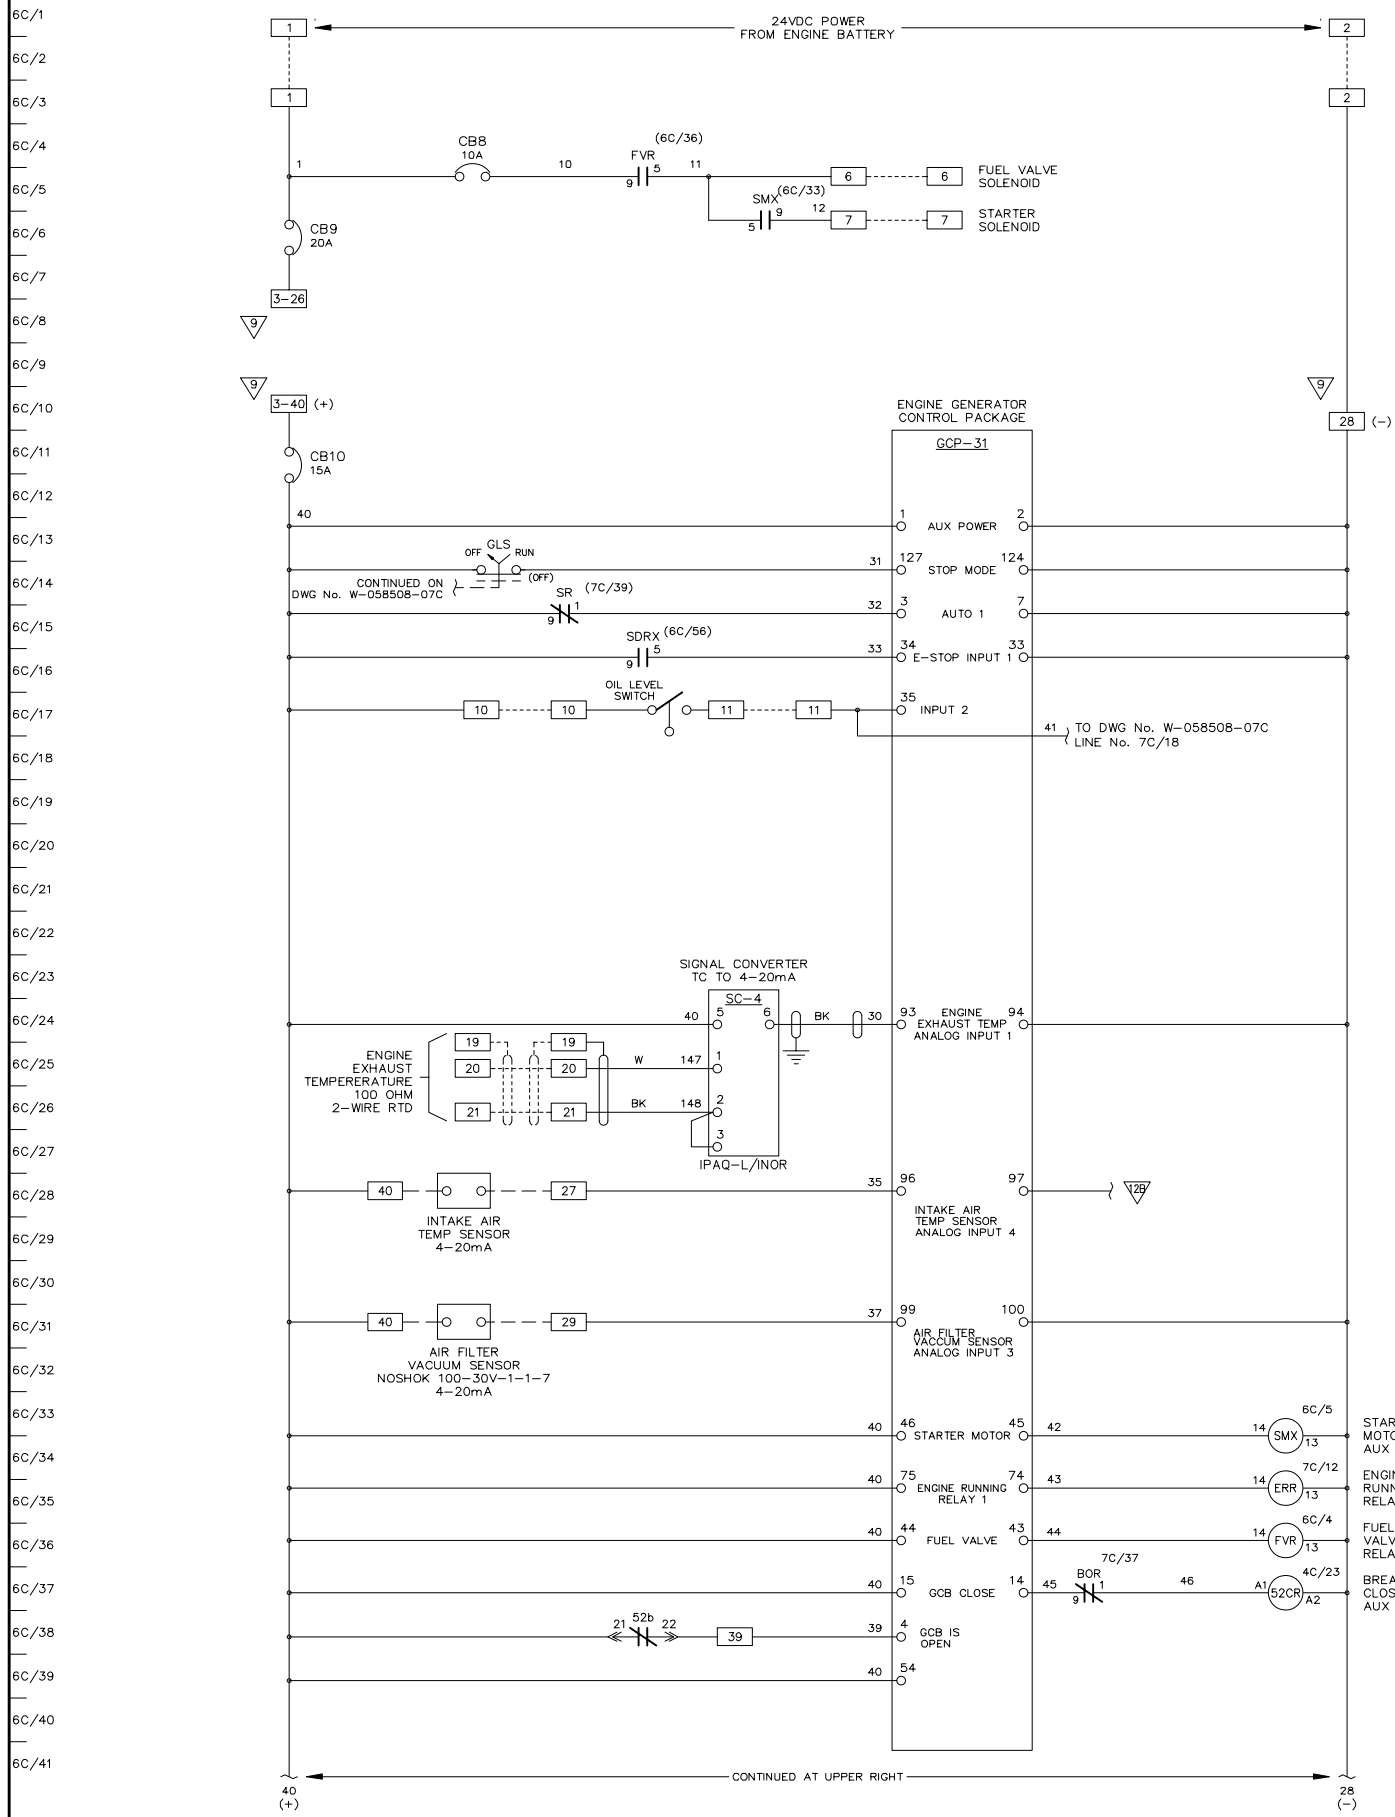 6C/1
1
24VDC POWER
FROM ENGINE BATTERY
2
6C/2
6C/3
1
2
6C/4
CB8
10A
(6C/36)
FVR
1
10
9
5
11
6
6
FUEL VALVE
SOLENOID
6C/5
SMX
(6C/33)
5
9
12
7
7
STARTER
SOLENOID
6C/6
CB9
20A
6C/7
3-26
6C/8
9
6C/9
9
9
6C/10
3-40 (+)
ENGINE GENERATOR
CONTROL PACKAGE
28 (-)
6C/11
CB10
15A
GCP-31
6C/12
40
1
AUX POWER
2
6C/13
OFF
GLS
RUN
(OFF)
31
127
STOP MODE
124
6C/14
CONTINUED ON
DWG No. W-058508-07C
SR
(7C/39)
9
1
32
3
AUTO 1
7
6C/15
SDRX
(6C/56)
9
5
33
34
E-STOP INPUT 1
33
6C/16
OIL LEVEL
SWITCH
6C/17
10
10
11
11
35
INPUT 2
41
TO DWG No. W-058508-07C
LINE No. 7C/18
6C/18
6C/19
6C/20
6C/21
6C/22
6C/23
SIGNAL CONVERTER
TC TO 4-20mA
SC-4
6C/24
40
5
6
BK
30
93
ENGINE
EXHAUST TEMP
ANALOG INPUT 1
94
19
19
6C/25
ENGINE
EXHAUST
TEMPERERATURE
100 OHM
2-WIRE RTD
20
20
W
147
1
6C/26
21
21
BK
148
2
6C/27
3
IPAQ-L/INOR
6C/28
40
27
35
96
97
12B
INTAKE AIR
TEMP SENSOR
4-20mA
INTAKE AIR
TEMP SENSOR
ANALOG INPUT 4
6C/29
6C/30
6C/31
40
29
37
99
100
AIR FILTER
VACCUM SENSOR
ANALOG INPUT 3
AIR FILTER
VACUUM SENSOR
NOSHOK 100-30V-1-1-7
4-20mA
6C/32
6C/33
40
46
STARTER MOTOR
45
42
14
SMX
13
6C/5
STAR
MOTO
AUX
6C/34
40
75
ENGINE RUNNING
RELAY 1
74
43
14
ERR
13
7C/12
ENGIN
RUNN
RELA
6C/35
6C/36
40
44
FUEL VALVE
43
44
14
FVR
13
6C/4
FUEL
VALV
RELA
6C/37
40
15
GCB CLOSE
14
45
7C/37
BOR
9
1
46
A1
52CR
A2
4C/23
BREA
CLOS
AUX
6C/38
21
52b
22
39
39
4
GCB IS
OPEN
6C/39
40
54
6C/40
6C/41
CONTINUED AT UPPER RIGHT
40
(+)
28
(-)